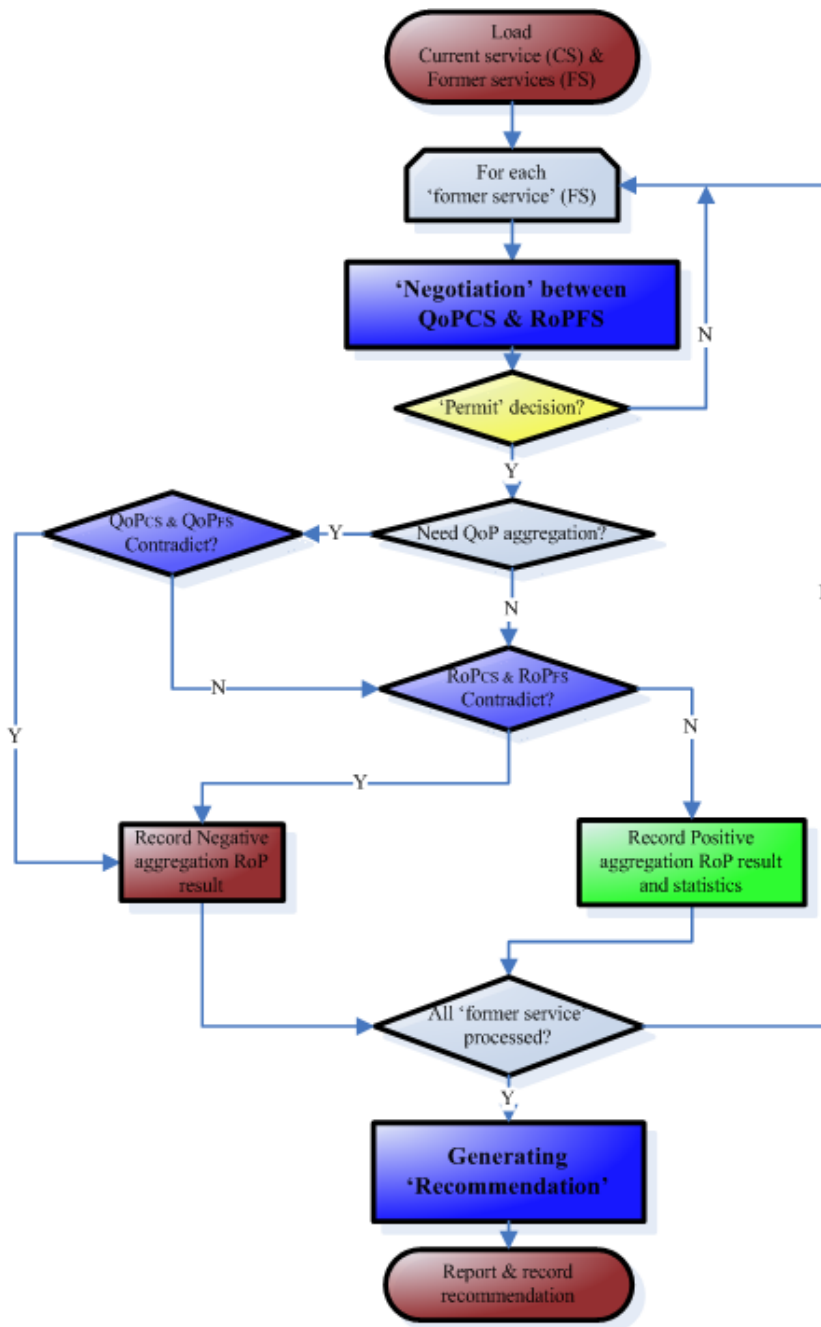 Load
Current service (CS) &
Former services (FS)
For each
‘former service’ (FS)
‘Negotiation’ between
QoPCS & RoPFS
N
‘Permit’ decision?
Y
QoPCS & QoPFS
Contradict?
Y
Need QoP aggregation?
N
RoPCS & RoPFS
Contradict?
N
N
Y
Y
Record Negative
aggregation RoP
result
Record Positive
aggregation RoP result
and statistics
All ‘former service’
processed?
Y
Generating
‘Recommendation’
Report & record
recommendation